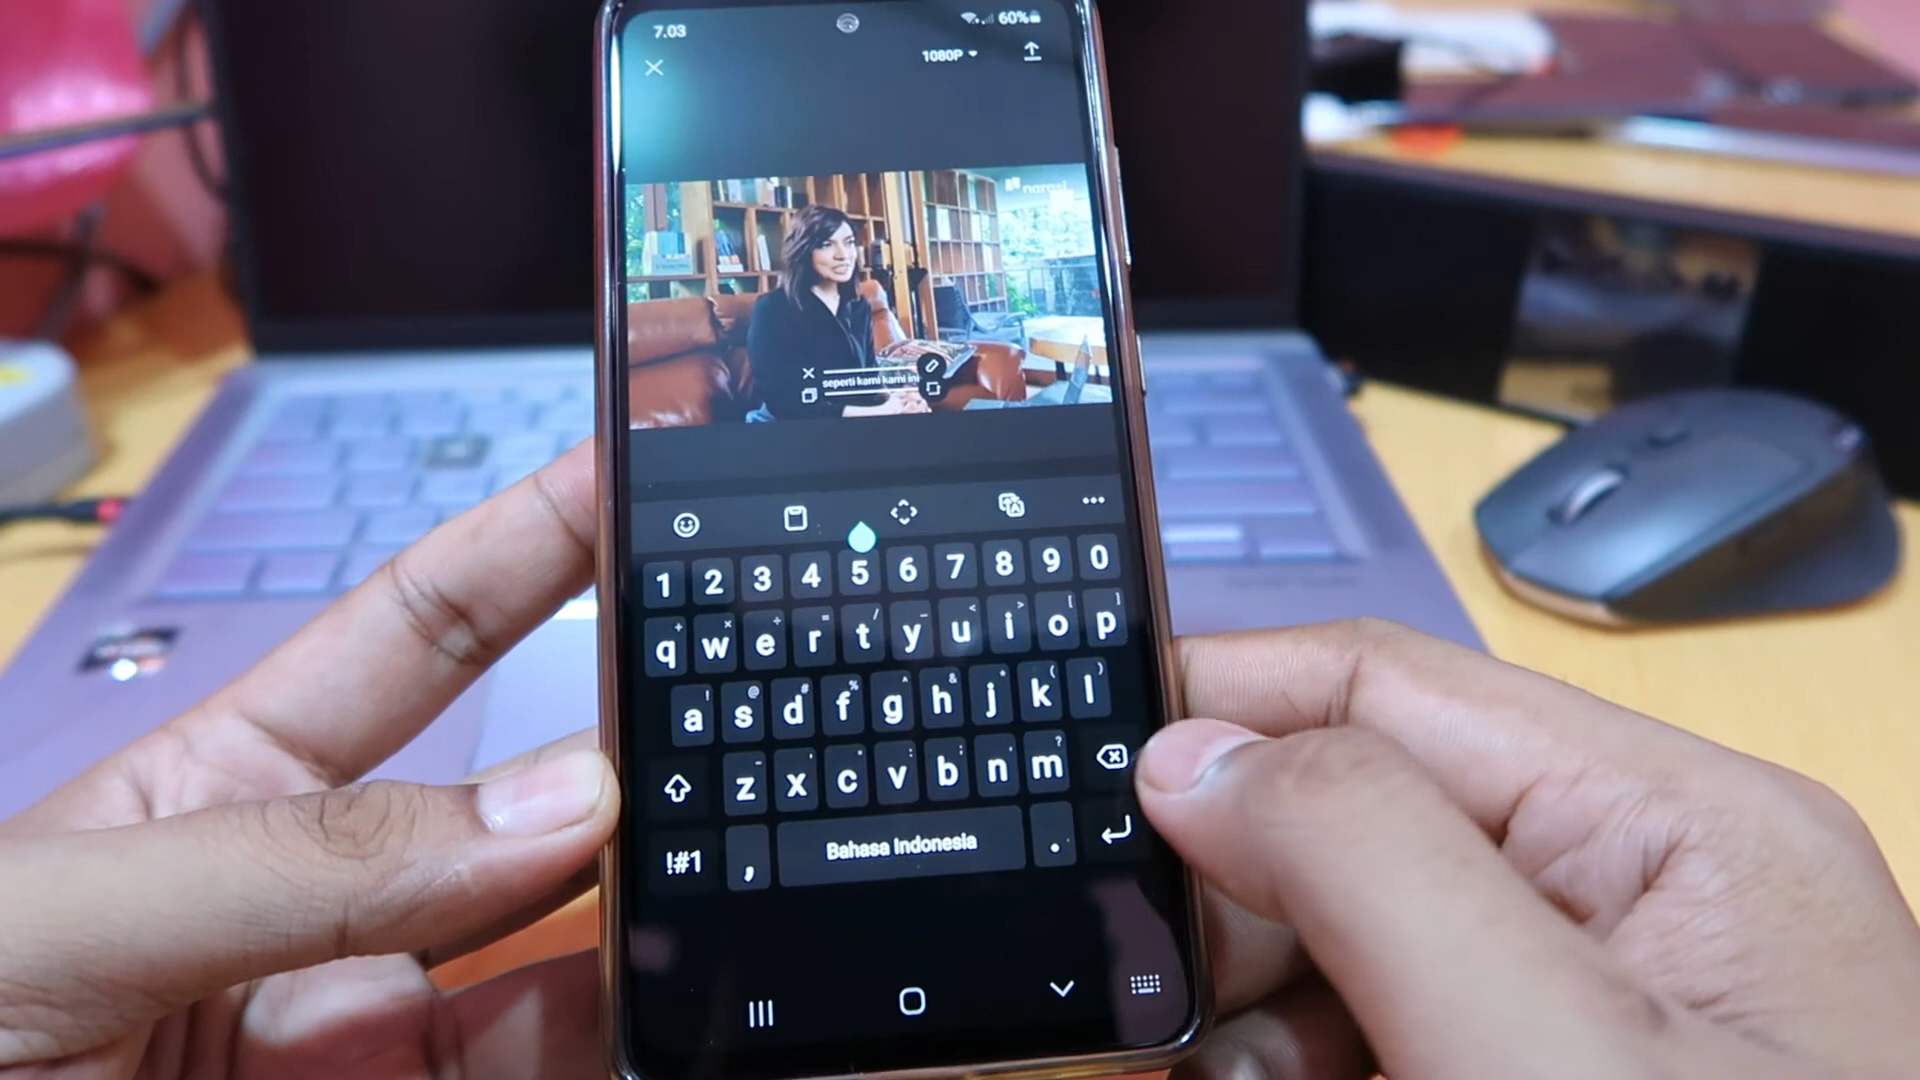 7.03
60%
1080P
narasi
seperti kami kami ini
1 2 3 4 5 6 7 8 9 0
q w e r t y u i o p
a s d f g h j k l
z x c v b n m
!#1 , Bahasa Indonesia .